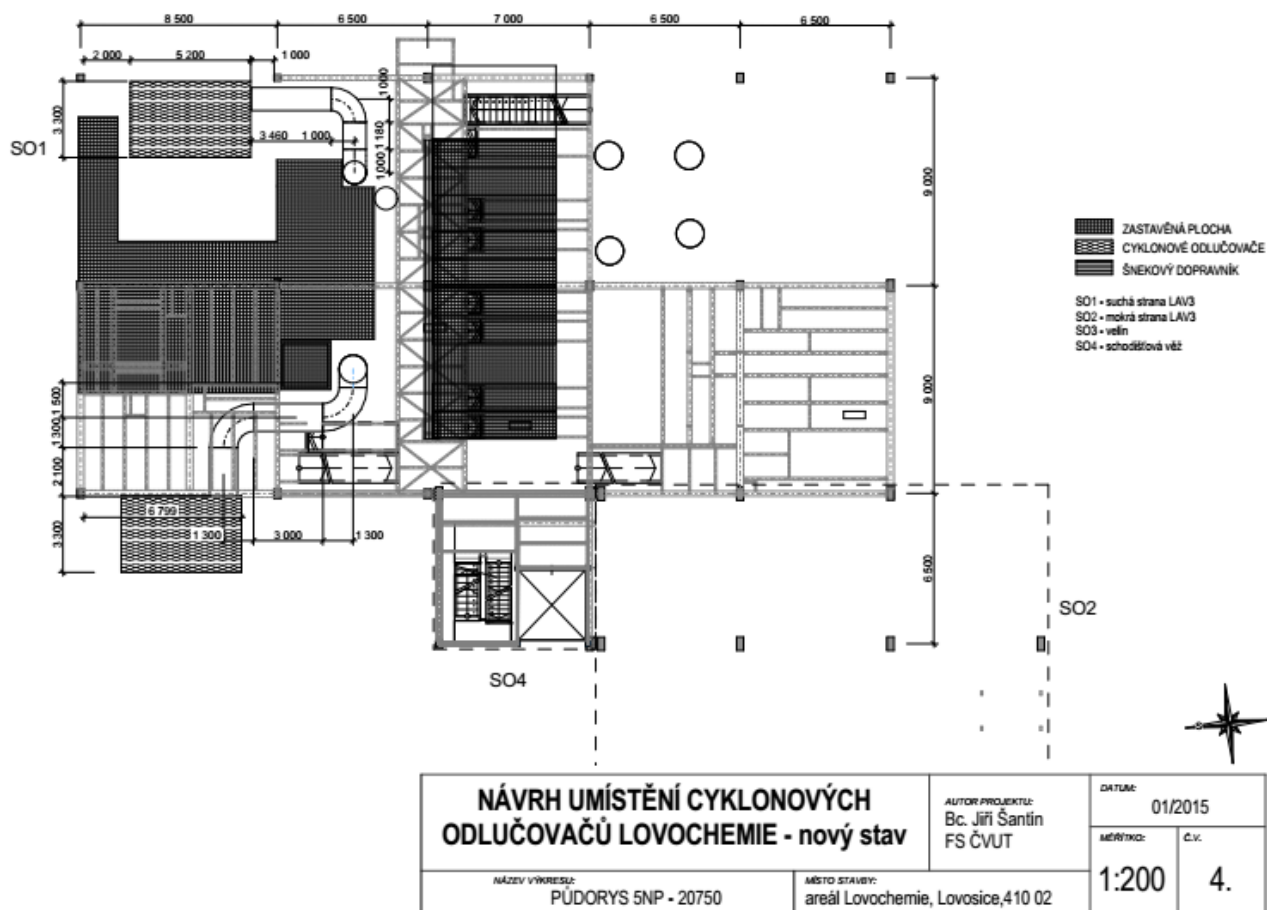 8 500
6 500
7 000
6 500
6 500
2 000
5 200
1 000
1 000
3 300
SO1
3 460
1 000
1 180
1 000
9 000
ZASTAVĚNÁ PLOCHA
CYKLONOVÉ ODLUČOVAČE
ŠNEKOVÝ DOPRAVNÍK
SO1 - suchá strana LAV3
SO2 - mokrá strana LAV3
SO3 - velín
SO4 - schodišťová věž
1 500
1 300
2 100
9 000
3 300
6 799
1 300
3 000
1 300
6 500
SO2
SO4
S
NÁVRH UMÍSTĚNÍ CYKLONOVÝCH
ODLUČOVAČŮ LOVOCHEMIE - nový stav
AUTOR PROJEKTU:
Bc. Jiří Šantin
FS ČVUT
DATUM:
01/2015
MĚŘÍTKO:
1:200
Č.V.
4.
NÁZEV VÝKRESU:
PŮDORYS 5NP - 20750
MÍSTO STAVBY:
areál Lovochemie, Lovosice,410 02